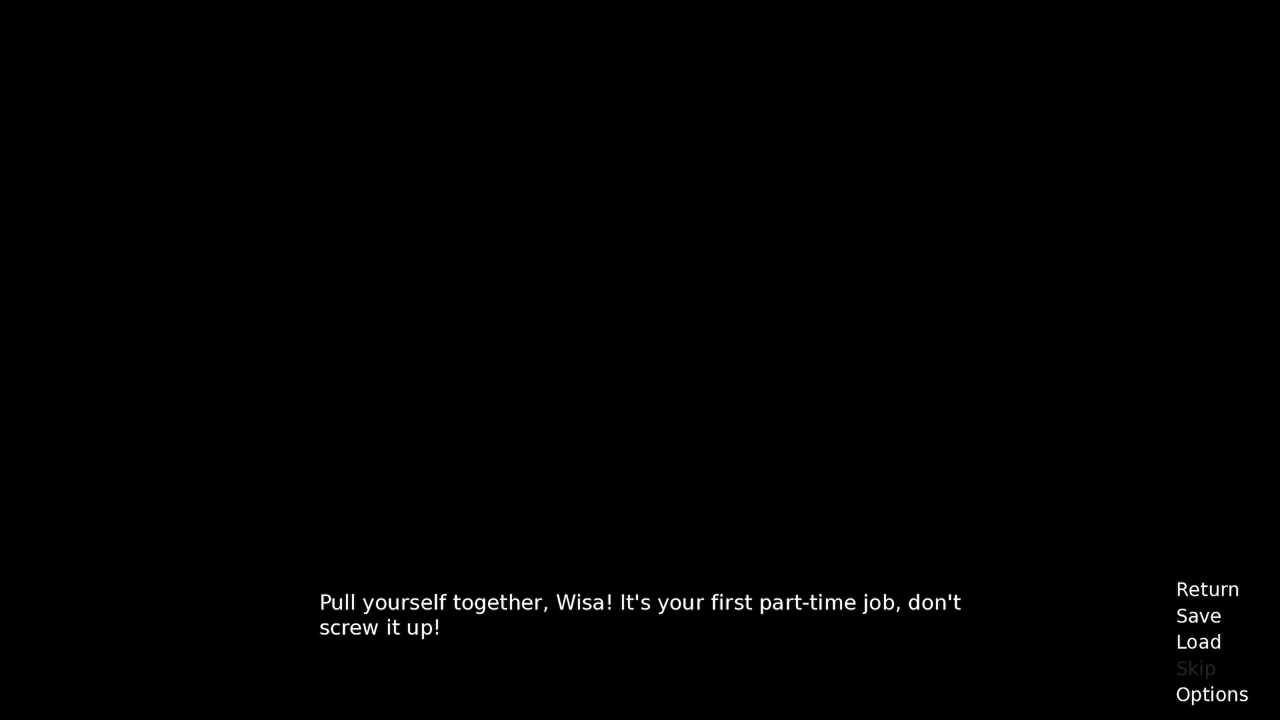 Pull yourself together, Wisa! It's your first part-time job, don't
screw it up!
Return
Save
Load
Skip
Options